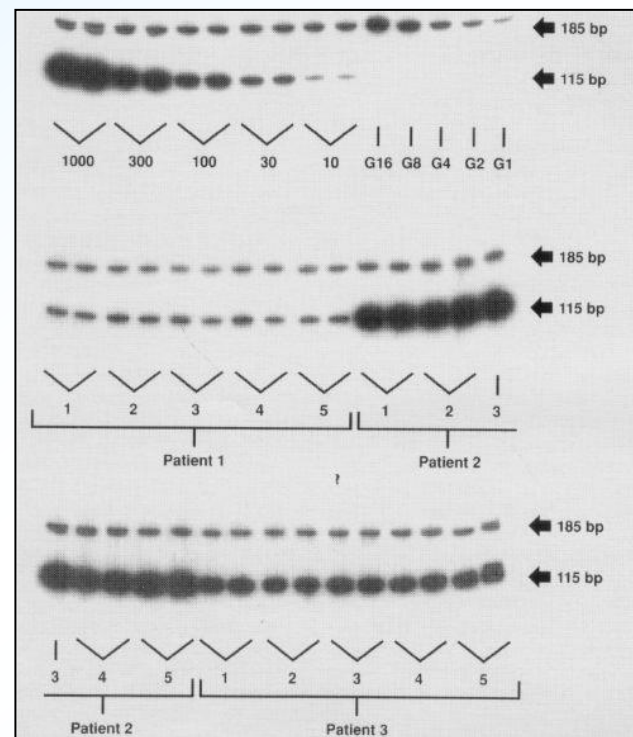 185 bp
115 bp
1000 300 100 30 10 G16 G8 G4 G2 G1
185 bp
115 bp
1 2 3 4 5 1 2 3
Patient 1 Patient 2
185 bp
115 bp
3 4 5 1 2 3 4 5
Patient 2 Patient 3